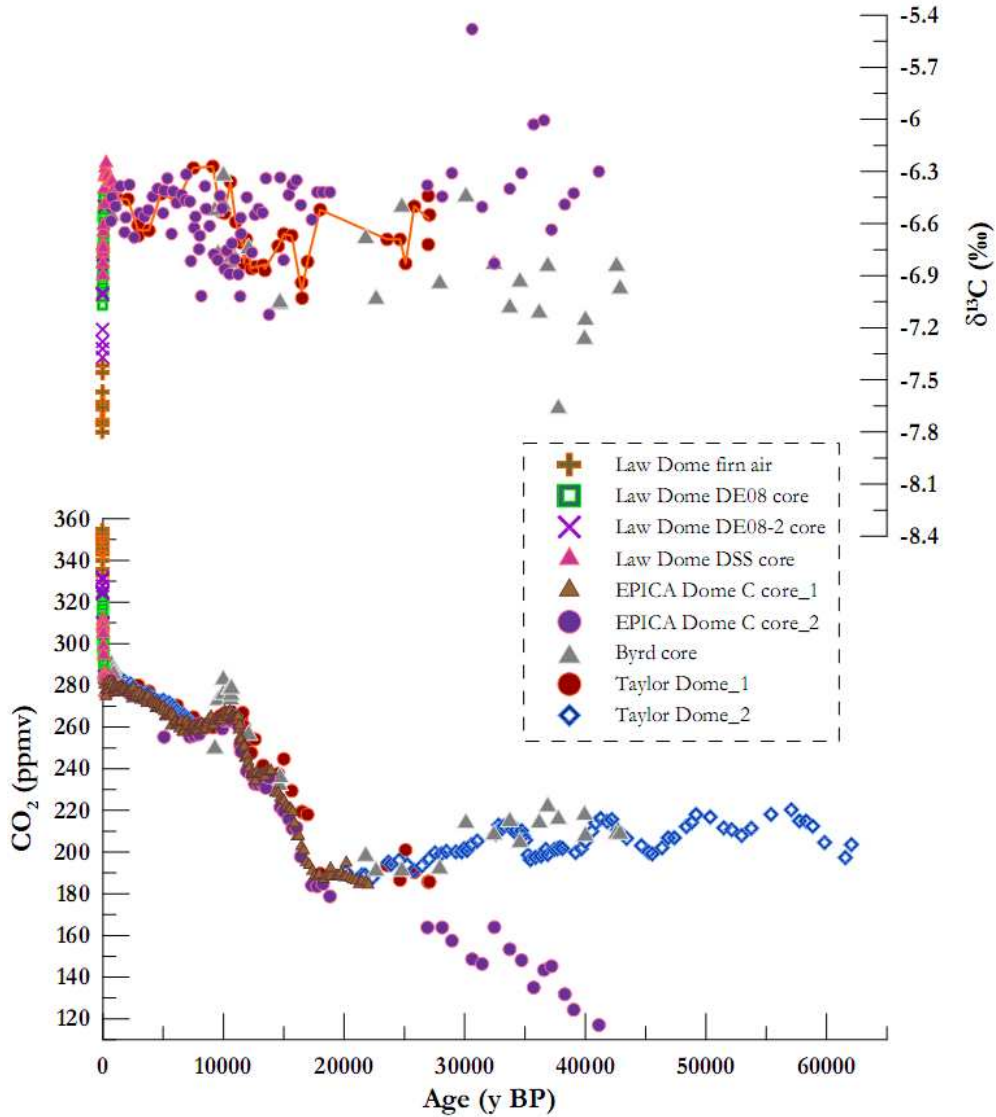 -5.4
-5.7
-6
-6.3
-6.6
-6.9
-7.2
-7.5
-7.8
-8.1
-8.4
δ¹³C (‰)
Law Dome firn air
Law Dome DE08 core
Law Dome DE08-2 core
Law Dome DSS core
EPICA Dome C core_1
EPICA Dome C core_2
Byrd core
Taylor Dome_1
Taylor Dome_2
360
340
320
300
280
260
240
220
200
180
160
140
120
CO₂ (ppmv)
0 10000 20000 30000 40000 50000 60000
Age (y BP)